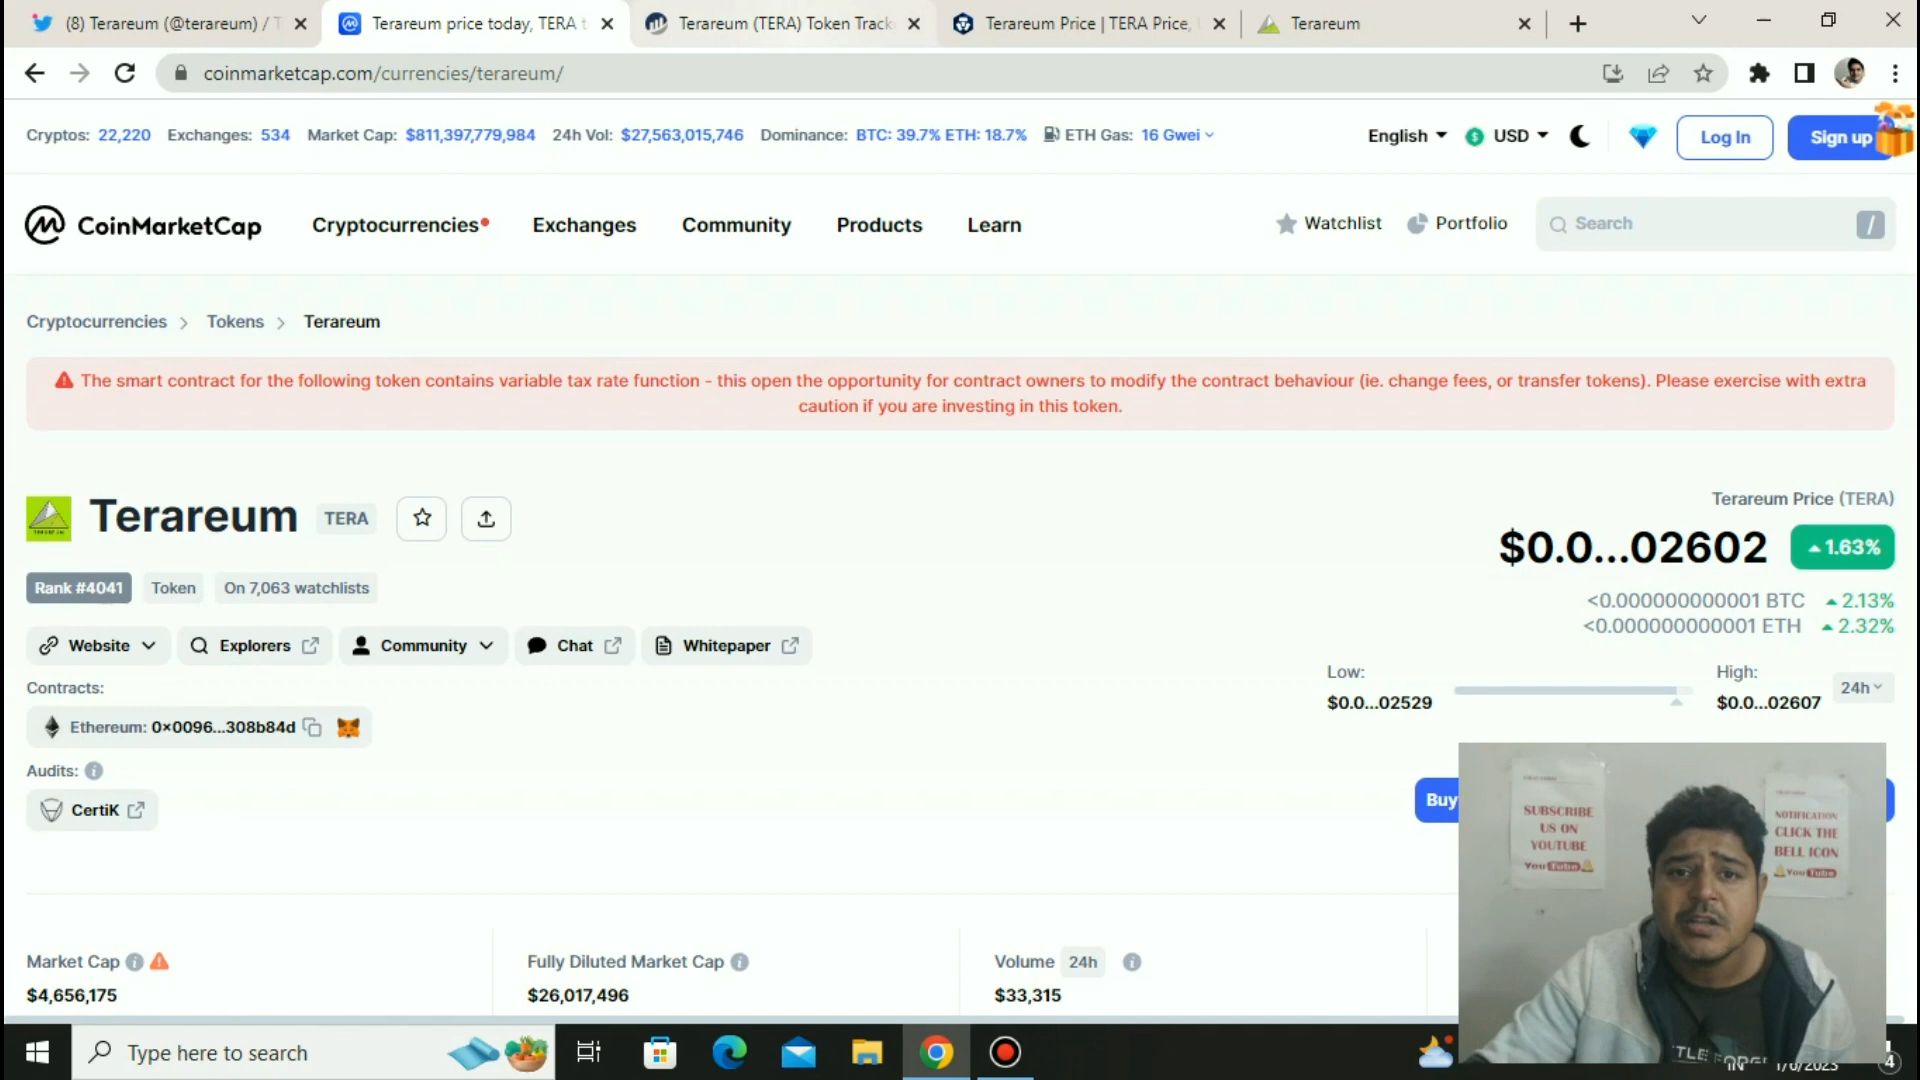 (8) Terareum (@terareum) / T
Terareum price today, TERA to
Terareum (TERA) Token Track
Terareum Price | TERA Price,
Terareum
coinmarketcap.com/currencies/terareum/
Cryptos: 22,220 Exchanges: 534 Market Cap: $811,397,779,984 24h Vol: $27,563,015,746 Dominance: BTC: 39.7% ETH: 18.7% ETH Gas: 16 Gwei
English USD Log In Sign up
CoinMarketCap Cryptocurrencies Exchanges Community Products Learn
Watchlist Portfolio Search /
Cryptocurrencies > Tokens > Terareum
The smart contract for the following token contains variable tax rate function - this open the opportunity for contract owners to modify the contract behaviour (ie. change fees, or transfer tokens). Please exercise with extra
caution if you are investing in this token.
Terareum TERA
Rank #4041 Token On 7,063 watchlists
Website Explorers Community Chat Whitepaper
Contracts:
Ethereum: 0x0096...308b84d
Audits:
CertiK
Terareum Price (TERA)
$0.0...02602 1.63%
<0.000000000001 BTC 2.13%
<0.000000000001 ETH 2.32%
Low:
$0.0...02529
High:
$0.0...02607
24h
Buy
SUBSCRIBE
US ON
YOUTUBE
YouTube
NOTIFICATION
CLICK THE
BELL ICON
YouTube
Market Cap
$4,656,175
Fully Diluted Market Cap
$26,017,496
Volume 24h
$33,315
Type here to search
IN 1/6/2023
4